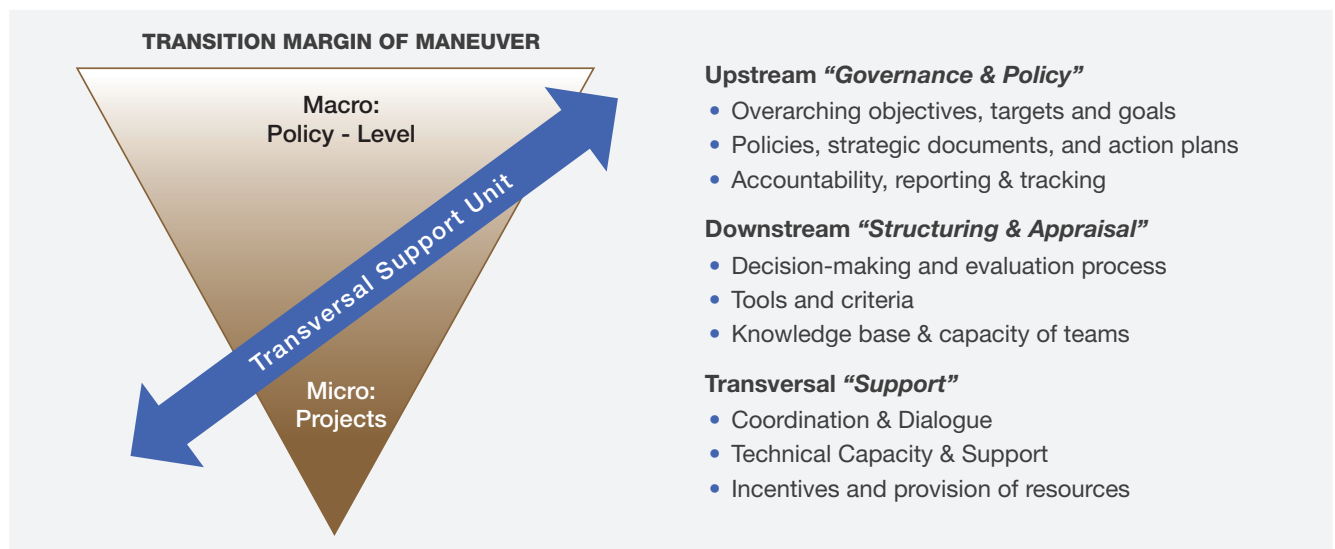 TRANSITION MARGIN OF MANEUVER
Macro:
Policy - Level
Transversal Support Unit
Micro:
Projects
Upstream “Governance & Policy”
• Overarching objectives, targets and goals
• Policies, strategic documents, and action plans
• Accountability, reporting & tracking
Downstream “Structuring & Appraisal”
• Decision-making and evaluation process
• Tools and criteria
• Knowledge base & capacity of teams
Transversal “Support”
• Coordination & Dialogue
• Technical Capacity & Support
• Incentives and provision of resources